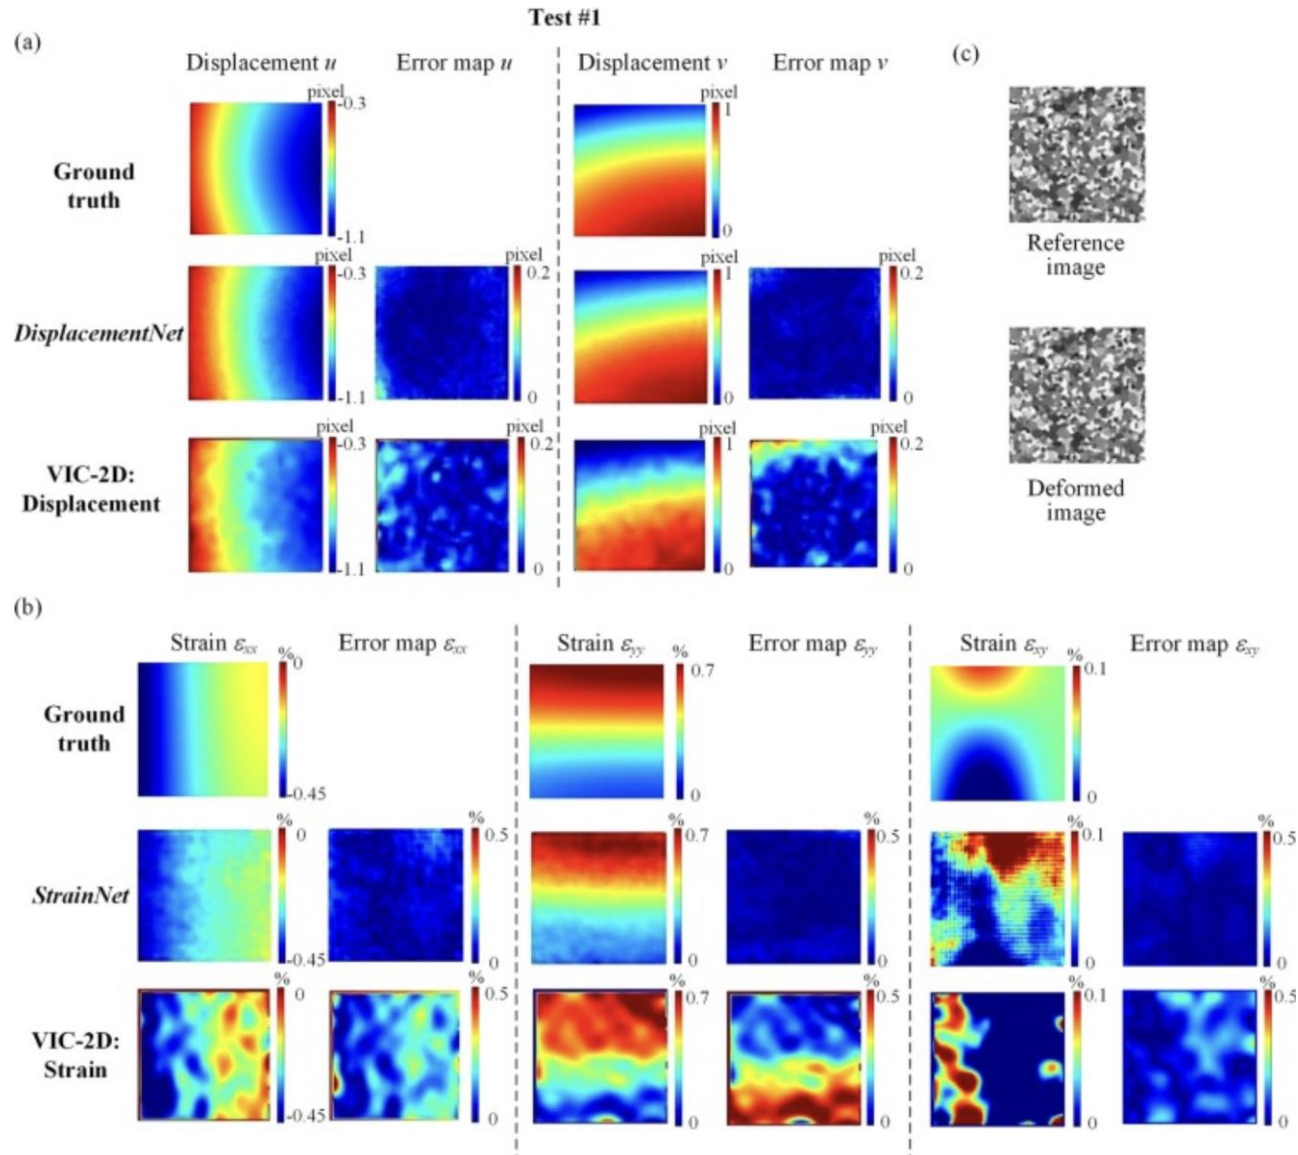 Test #1
(a)
Displacement u
Error map u
Displacement v
Error map v
(c)
pixel
-0.3
pixel
1
Ground
truth
-1.1
0
Reference
image
pixel
-0.3
pixel
0.2
pixel
1
pixel
0.2
DisplacementNet
-1.1
0
0
0
pixel
-0.3
pixel
0.2
pixel
1
pixel
0.2
VIC-2D:
Displacement
-1.1
0
0
0
Deformed
image
(b)
Strain εxx
Error map εxx
Strain εyy
Error map εyy
Strain εxy
Error map εxy
%
0
%
0.7
%
0.1
Ground
truth
-0.45
0
0
%
0
%
0.5
%
0.7
%
0.5
%
0.1
%
0.5
StrainNet
-0.45
0
0
0
0
0
%
0
%
0.5
%
0.7
%
0.5
%
0.1
%
0.5
VIC-2D:
Strain
-0.45
0
0
0
0
0